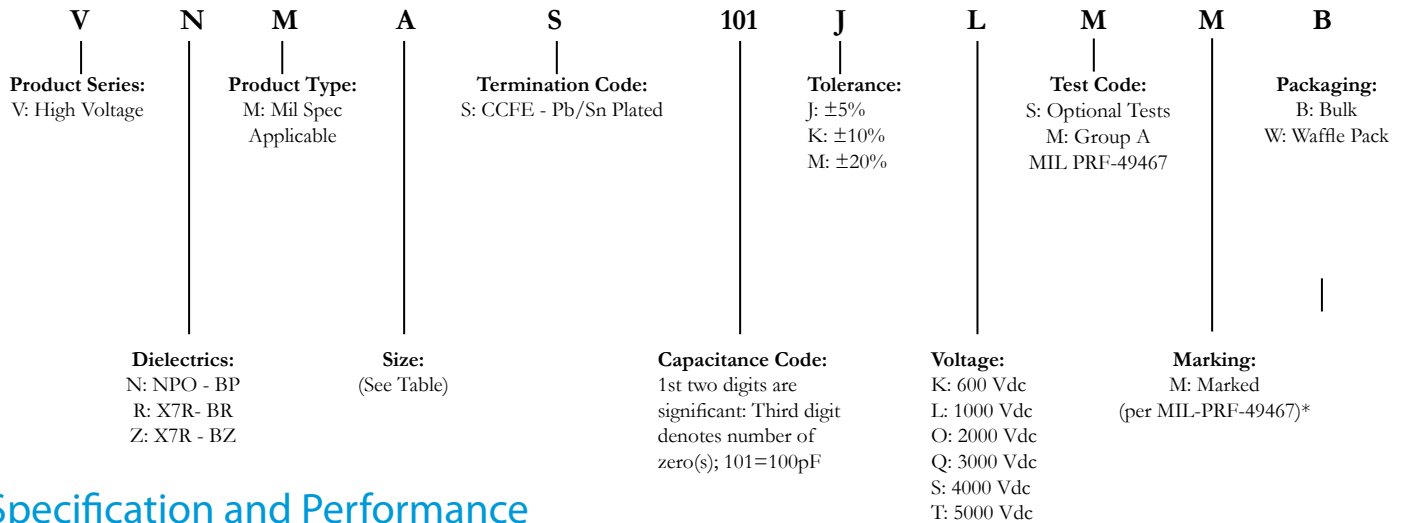 V N M A S 101 J L M M B
Product Series:
V: High Voltage
Product Type:
M: Mil Spec
Applicable
Termination Code:
S: CCFE - Pb/Sn Plated
Tolerance:
J: ±5%
K: ±10%
M: ±20%
Test Code:
S: Optional Tests
M: Group A
MIL PRF-49467
Packaging:
B: Bulk
W: Waffle Pack
Dielectrics:
N: NPO - BP
R: X7R- BR
Z: X7R - BZ
Size:
(See Table)
Capacitance Code:
1st two digits are
significant: Third digit
denotes number of
zero(s); 101=100pF
Voltage:
K: 600 Vdc
L: 1000 Vdc
O: 2000 Vdc
Q: 3000 Vdc
S: 4000 Vdc
T: 5000 Vdc
Marking:
M: Marked
(per MIL-PRF-49467)*
Specification and Performance